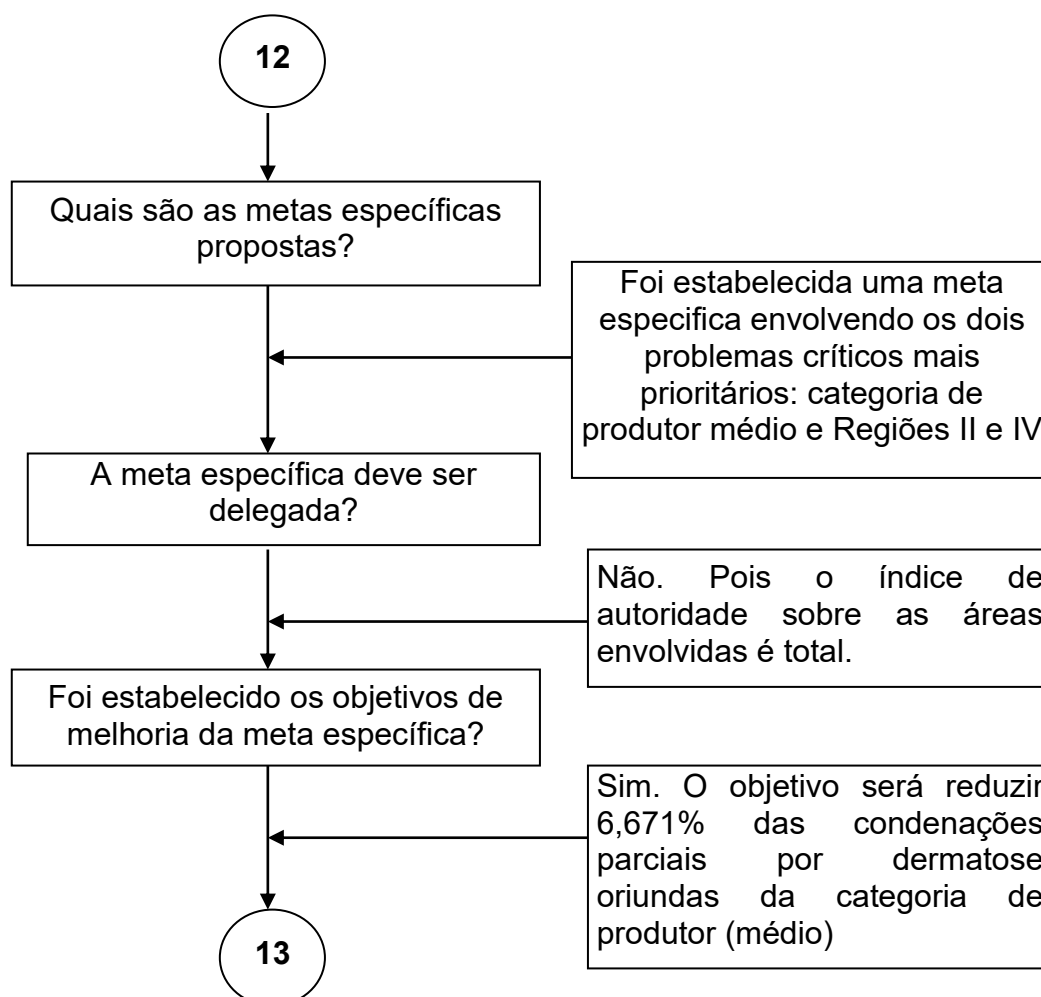 12
Quais são as metas específicas
propostas?
Foi estabelecida uma meta
especifica envolvendo os dois
problemas críticos mais
prioritários: categoria de
produtor médio e Regiões II e IV
A meta específica deve ser
delegada?
Não. Pois o índice de
autoridade sobre as áreas
envolvidas é total.
Foi estabelecido os objetivos de
melhoria da meta específica?
Sim. O objetivo será reduzir
6,671% das condenações
parciais por dermatose
oriundas da categoria de
produtor (médio)
13